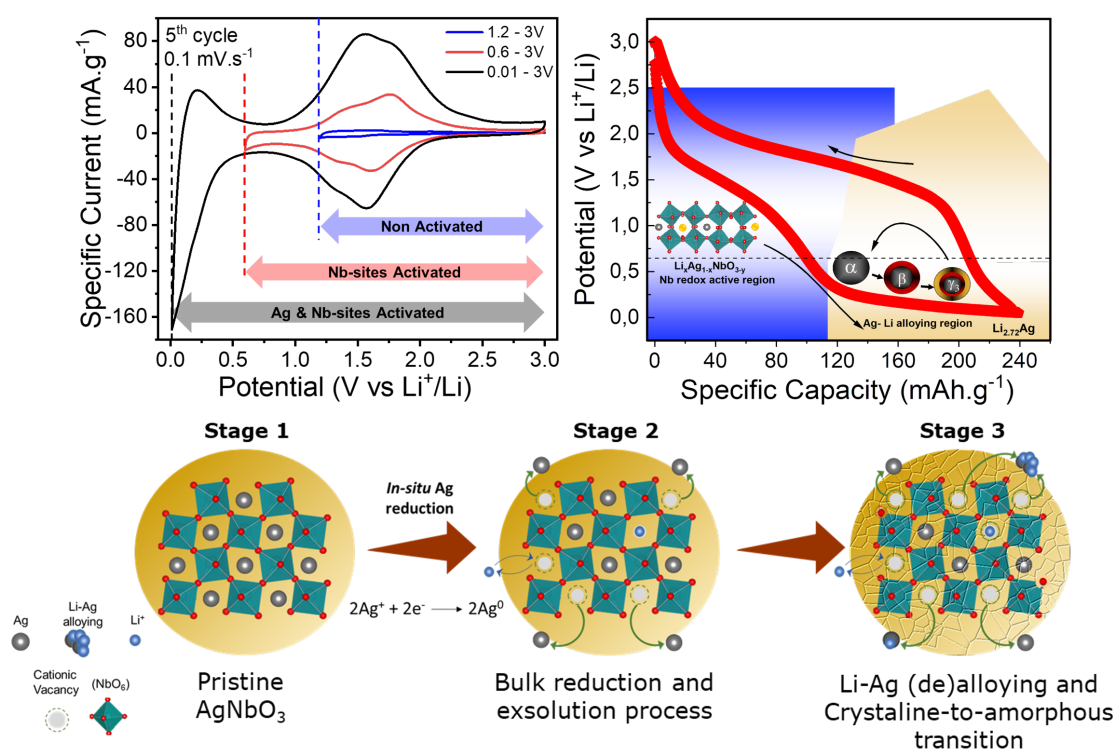 5th cycle
0.1 mV.s-1
1.2 - 3V
0.6 - 3V
0.01 - 3V
80
40
0
-40
-80
-120
-160
Specific Current (mA.g-1)
Non Activated
Nb-sites Activated
Ag & Nb-sites Activated
0.0 0.5 1.0 1.5 2.0 2.5 3.0
Potential (V vs Li+/Li)
3,0
2,5
2,0
1,5
1,0
0,5
0,0
Potential (V vs Li+/Li)
LixAg1-xNbO3-y
Nb redox active region
α
β
γ3
Ag- Li alloying region
Li2.72Ag
0 40 80 120 160 200 240
Specific Capacity (mAh.g-1)
Stage 1
Stage 2
Stage 3
In-situ Ag
reduction
2Ag+ + 2e- → 2Ag0
Ag
Li-Ag
alloying
Li+
Cationic
Vacancy
(NbO6)
Pristine
AgNbO3
Bulk reduction and
exsolution process
Li-Ag (de)alloying and
Crystaline-to-amorphous
transition